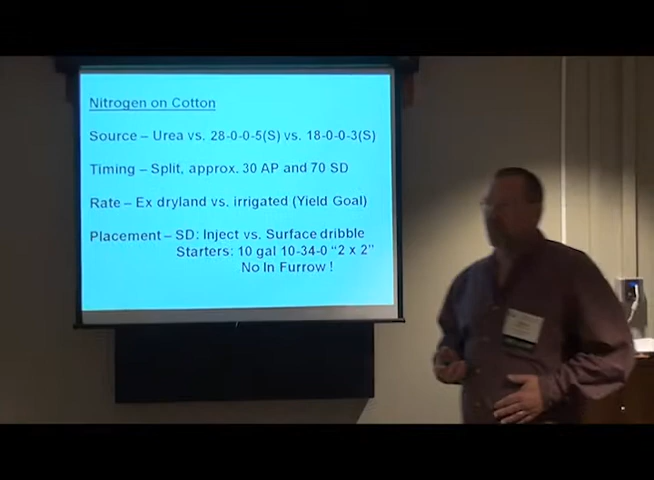 Nitrogen on Cotton
Source – Urea vs. 28-0-0-5(S) vs. 18-0-0-3(S)
Timing – Split, approx. 30 AP and 70 SD
Rate – Ex dryland vs. irrigated (Yield Goal)
Placement – SD: Inject vs. Surface dribble
Starters: 10 gal 10-34-0 "2 x 2"
No In Furrow !